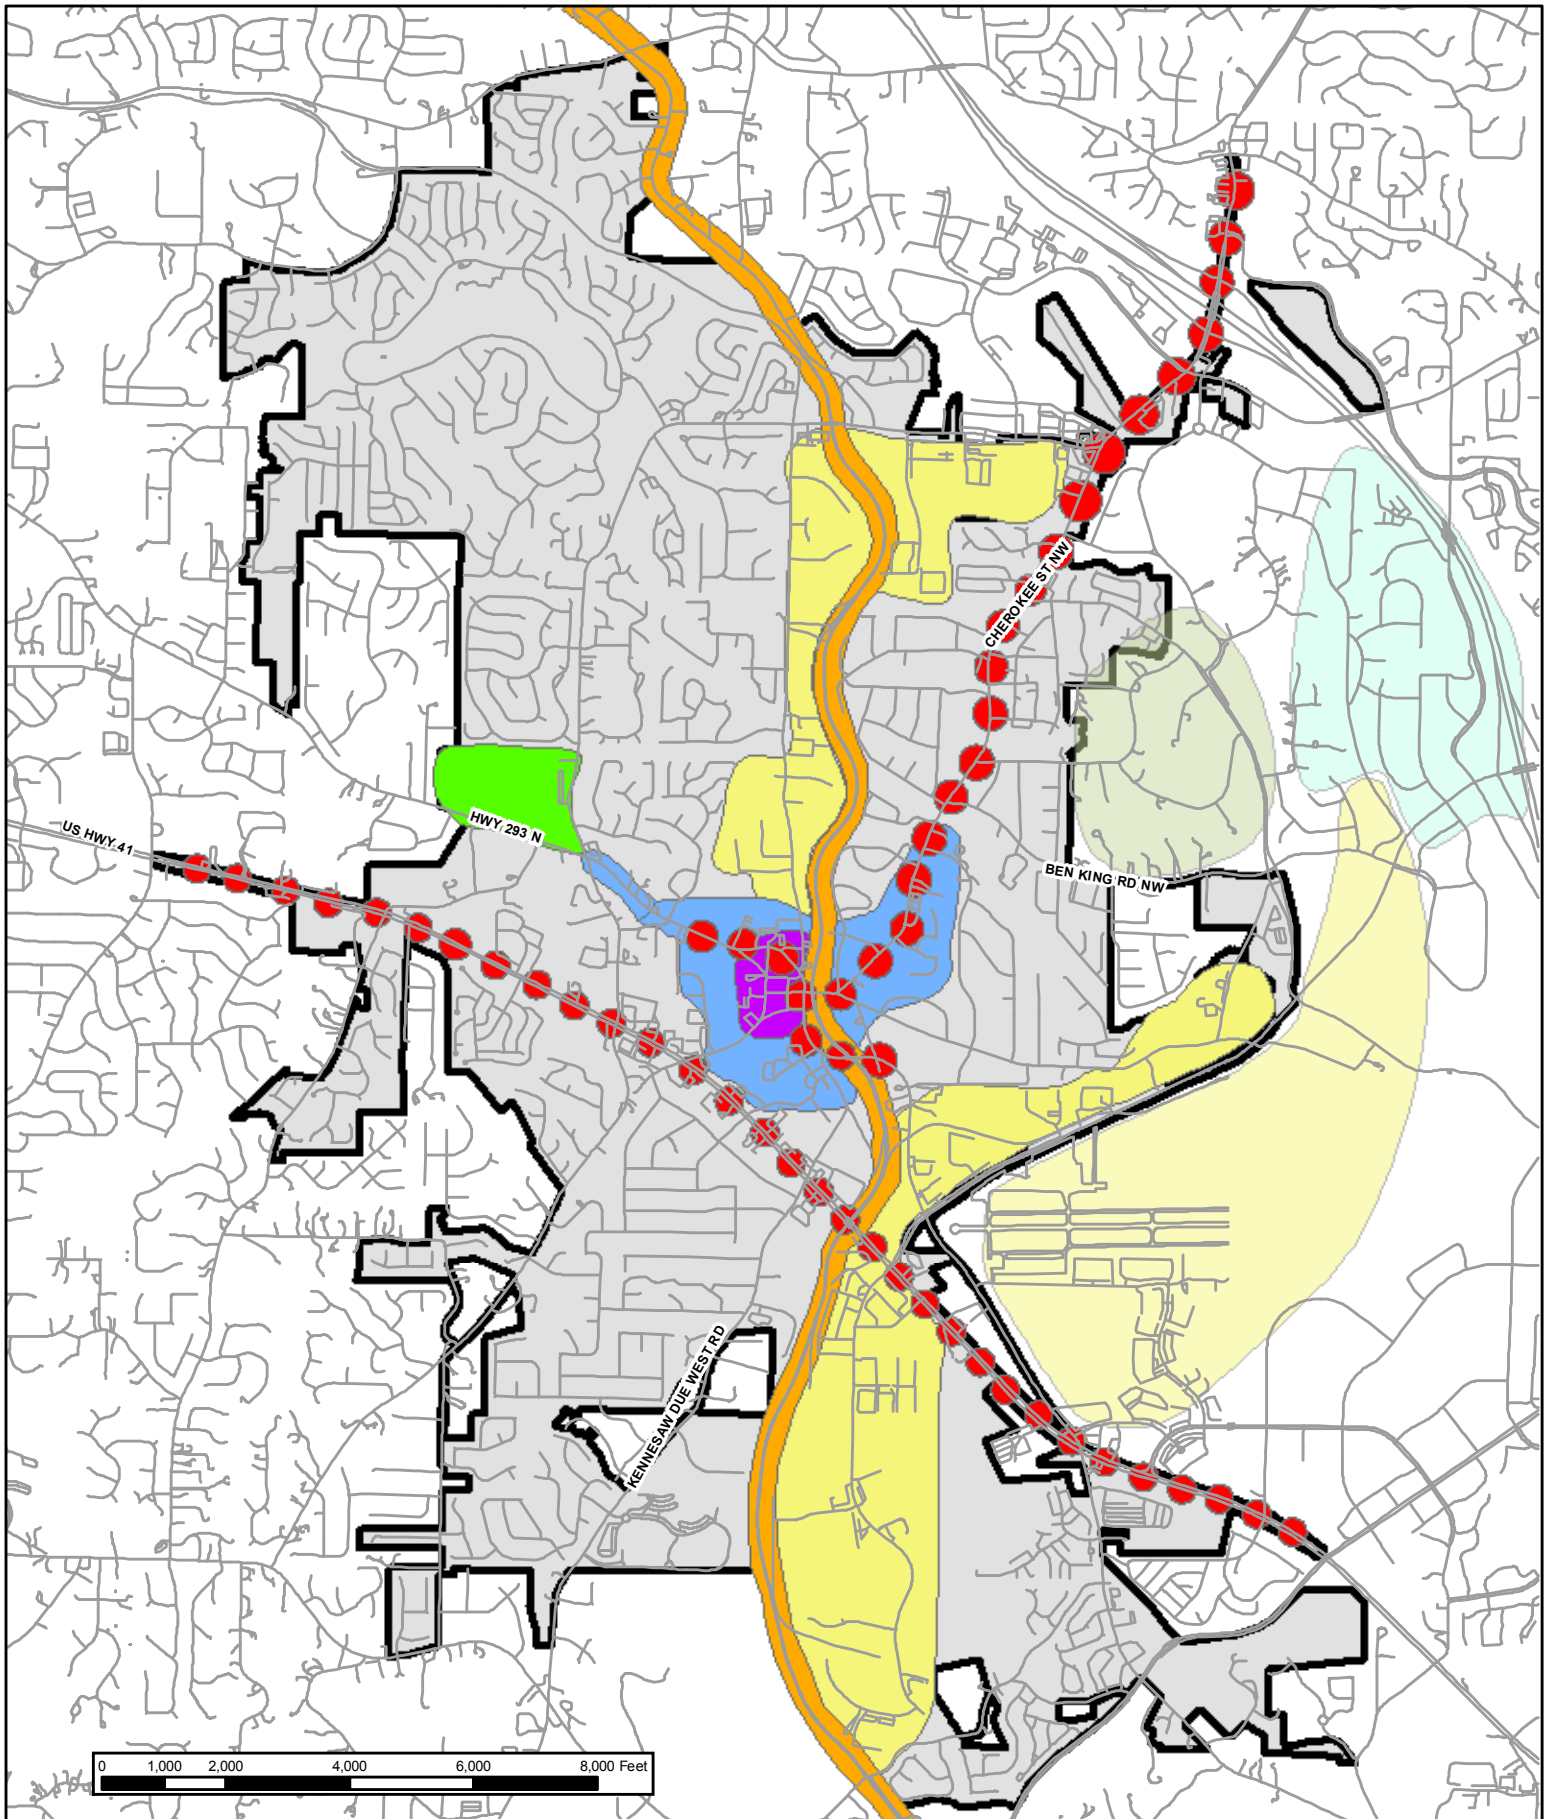 CHEROKEE ST NW
HWY 293 N
US HWY 41
BEN KING RD NW
KENNESAW DUE WEST RD
0 1,000 2,000 4,000 6,000 8,000 Feet